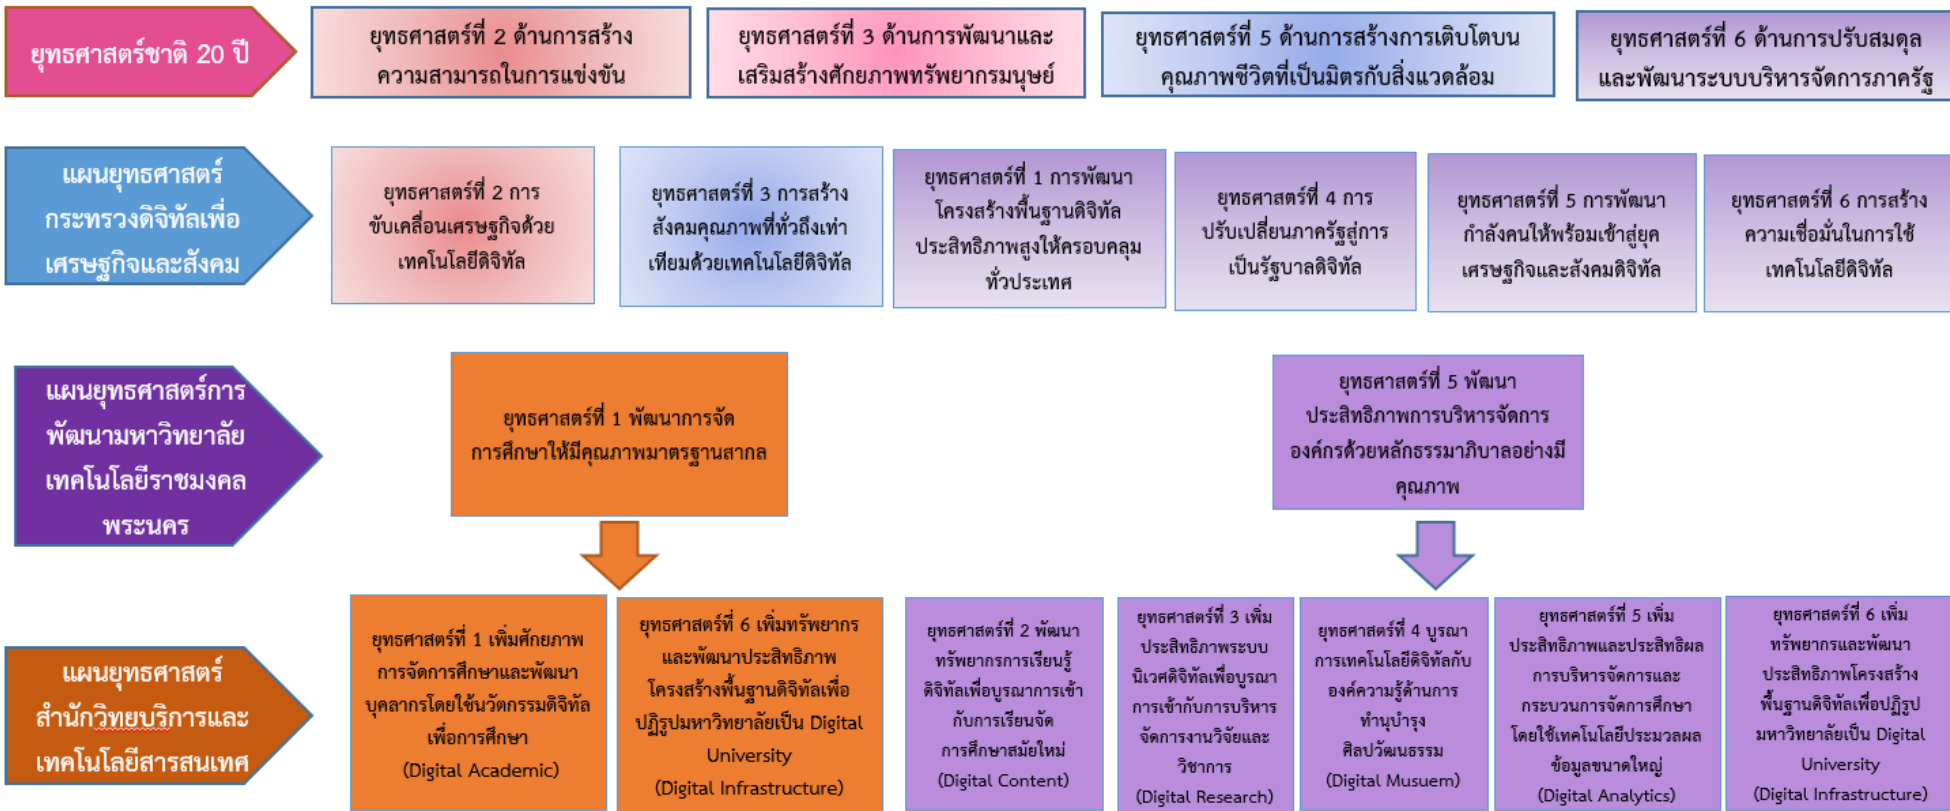 ยุทธศาสตร์ชาติ 20 ปี
ยุทธศาสตร์ที่ 2 ด้านการสร้าง
ความสามารถในการแข่งขัน
ยุทธศาสตร์ที่ 3 ด้านการพัฒนาและ
เสริมสร้างศักยภาพทรัพยากรมนุษย์
ยุทธศาสตร์ที่ 5 ด้านการสร้างการเติบโตบน
คุณภาพชีวิตที่เป็นมิตรกับสิ่งแวดล้อม
ยุทธศาสตร์ที่ 6 ด้านการปรับสมดุล
และพัฒนาระบบบริหารจัดการภาครัฐ
แผนยุทธศาสตร์
กระทรวงดิจิทัลเพื่อ
เศรษฐกิจและสังคม
ยุทธศาสตร์ที่ 2 การ
ขับเคลื่อนเศรษฐกิจด้วย
เทคโนโลยีดิจิทัล
ยุทธศาสตร์ที่ 3 การสร้าง
สังคมคุณภาพที่ทั่วถึงเท่า
เทียมด้วยเทคโนโลยีดิจิทัล
ยุทธศาสตร์ที่ 1 การพัฒนา
โครงสร้างพื้นฐานดิจิทัล
ประสิทธิภาพสูงให้ครอบคลุม
ทั่วประเทศ
ยุทธศาสตร์ที่ 4 การ
ปรับเปลี่ยนภาครัฐสู่การ
เป็นรัฐบาลดิจิทัล
ยุทธศาสตร์ที่ 5 การพัฒนา
กำลังคนให้พร้อมเข้าสู่ยุค
เศรษฐกิจและสังคมดิจิทัล
ยุทธศาสตร์ที่ 6 การสร้าง
ความเชื่อมั่นในการใช้
เทคโนโลยีดิจิทัล
แผนยุทธศาสตร์การ
พัฒนามหาวิทยาลัย
เทคโนโลยีราชมงคล
พระนคร
ยุทธศาสตร์ที่ 1 พัฒนาการจัด
การศึกษาให้มีคุณภาพมาตรฐานสากล
ยุทธศาสตร์ที่ 5 พัฒนา
ประสิทธิภาพการบริหารจัดการ
องค์กรด้วยหลักธรรมาภิบาลอย่างมี
คุณภาพ
แผนยุทธศาสตร์
สำนักวิทยบริการและ
เทคโนโลยีสารสนเทศ
ยุทธศาสตร์ที่ 1 เพิ่มศักยภาพ
การจัดการศึกษาและพัฒนา
บุคลากรโดยใช้นวัตกรรมดิจิทัล
เพื่อการศึกษา
(Digital Academic)
ยุทธศาสตร์ที่ 6 เพิ่มทรัพยากร
และพัฒนาประสิทธิภาพ
โครงสร้างพื้นฐานดิจิทัลเพื่อ
ปฏิรูปมหาวิทยาลัยเป็น Digital
University
(Digital Infrastructure)
ยุทธศาสตร์ที่ 2 พัฒนา
ทรัพยากรการเรียนรู้
ดิจิทัลเพื่อบูรณาการเข้า
กับการเรียนจัด
การศึกษาสมัยใหม่
(Digital Content)
ยุทธศาสตร์ที่ 3 เพิ่ม
ประสิทธิภาพระบบ
นิเวศดิจิทัลเพื่อบูรณา
การเข้ากับการบริหาร
จัดการงานวิจัยและ
วิชาการ
(Digital Research)
ยุทธศาสตร์ที่ 4 บูรณา
การเทคโนโลยีดิจิทัลกับ
องค์ความรู้ด้านการ
ทำนุบำรุง
ศิลปวัฒนธรรม
(Digital Musuem)
ยุทธศาสตร์ที่ 5 เพิ่ม
ประสิทธิภาพและประสิทธิผล
การบริหารจัดการและ
กระบวนการจัดการศึกษา
โดยใช้เทคโนโลยีประมวลผล
ข้อมูลขนาดใหญ่
(Digital Analytics)
ยุทธศาสตร์ที่ 6 เพิ่ม
ทรัพยากรและพัฒนา
ประสิทธิภาพโครงสร้าง
พื้นฐานดิจิทัลเพื่อปฏิรูป
มหาวิทยาลัยเป็น Digital
University
(Digital Infrastructure)